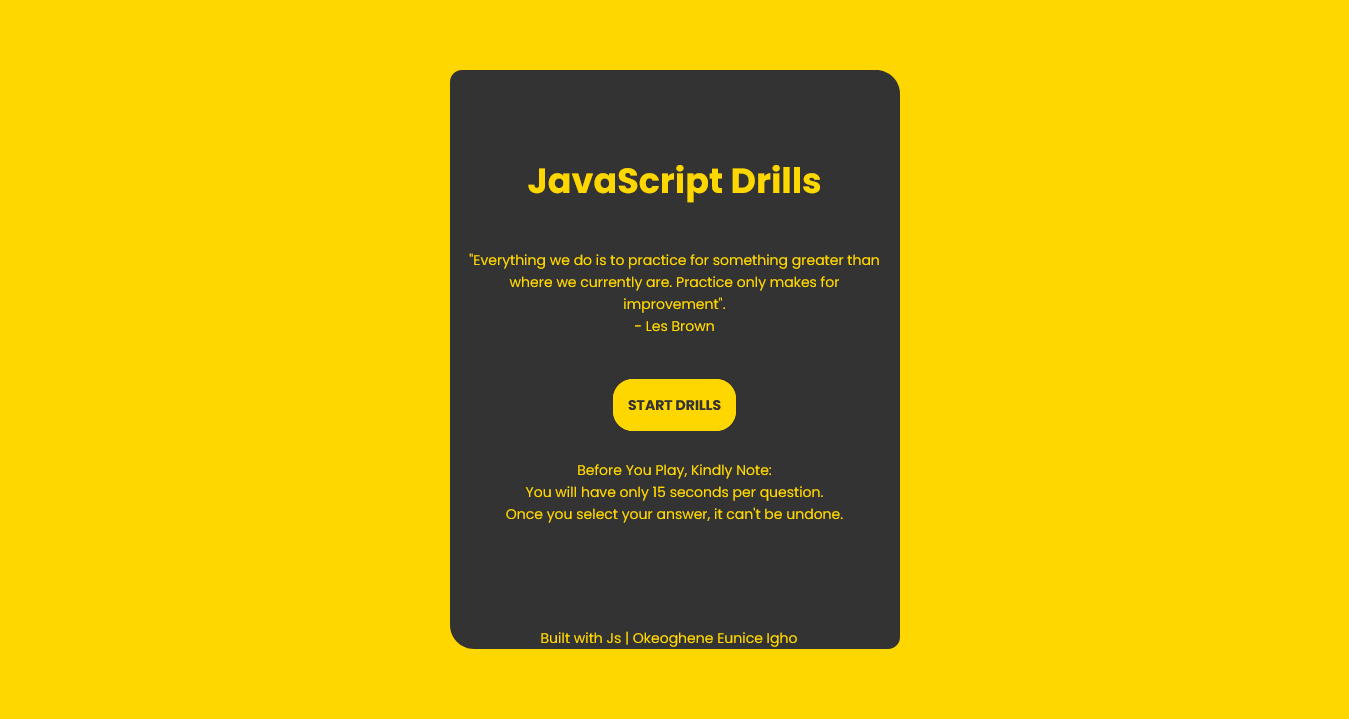 JavaScript Drills
"Everything we do is to practice for something greater than
where we currently are. Practice only makes for
improvement".
- Les Brown
START DRILLS
Before You Play, Kindly Note:
You will have only 15 seconds per question.
Once you select your answer, it can't be undone.
Built with Js | Okeoghene Eunice Igho